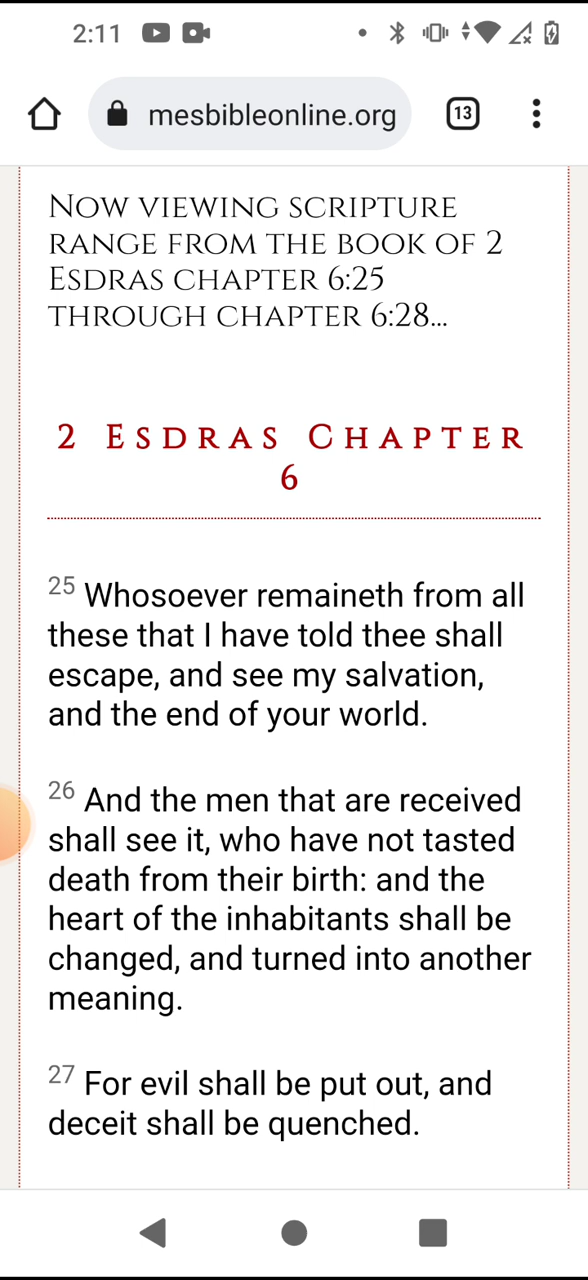 2:11
mesbibleonline.org
13
Now viewing scripture
range from the book of 2
Esdras chapter 6:25
through chapter 6:28...
2 Esdras Chapter
6
25 Whosoever remaineth from all
these that I have told thee shall
escape, and see my salvation,
and the end of your world.
26 And the men that are received
shall see it, who have not tasted
death from their birth: and the
heart of the inhabitants shall be
changed, and turned into another
meaning.
27 For evil shall be put out, and
deceit shall be quenched.